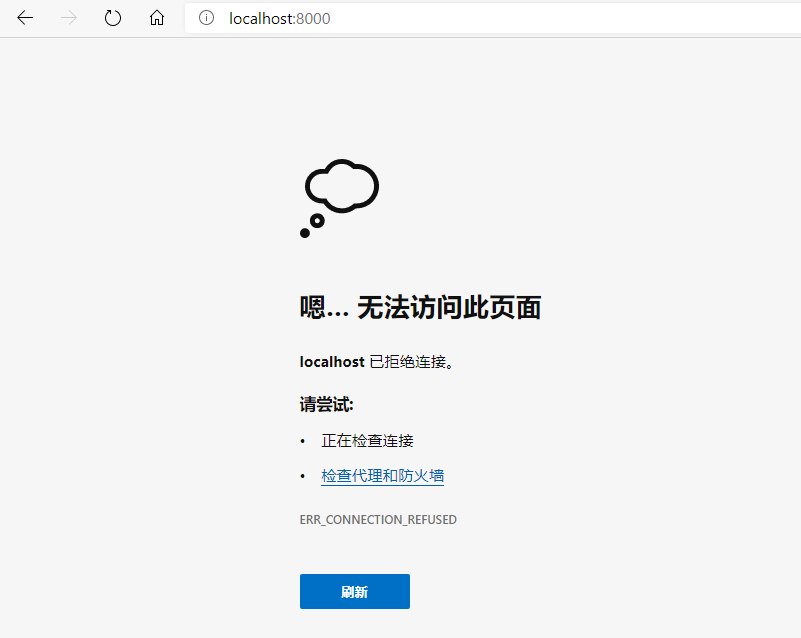 localhost:8000
嗯… 无法访问此页面
localhost 已拒绝连接。
请尝试:
• 正在检查连接
• 检查代理和防火墙
ERR_CONNECTION_REFUSED
刷新